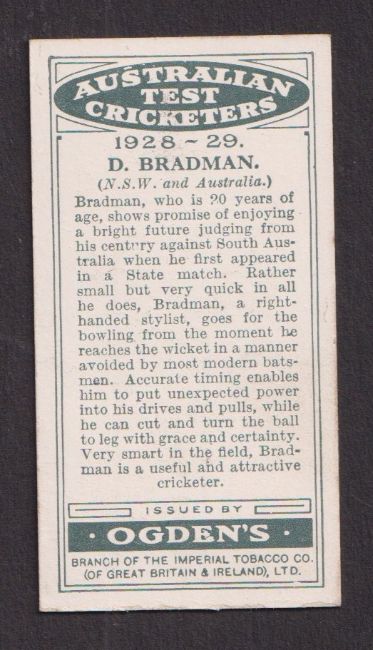 AUSTRALIAN
TEST
CRICKETERS
1928~29.
D. BRADMAN.
(N.S.W. and Australia.)
Bradman, who is 20 years of
age, shows promise of enjoying
a bright future judging from
his century against South Aus-
tralia when he first appeared
in a State match. Rather
small but very quick in all
he does, Bradman, a right-
handed stylist, goes for the
bowling from the moment he
reaches the wicket in a manner
avoided by most modern bats-
men. Accurate timing enables
him to put unexpected power
into his drives and pulls, while
he can cut and turn the ball
to leg with grace and certainty.
Very smart in the field, Brad-
man is a useful and attractive
cricketer.
ISSUED BY
· OGDEN'S ·
BRANCH OF THE IMPERIAL TOBACCO CO.
(OF GREAT BRITAIN & IRELAND), LTD.